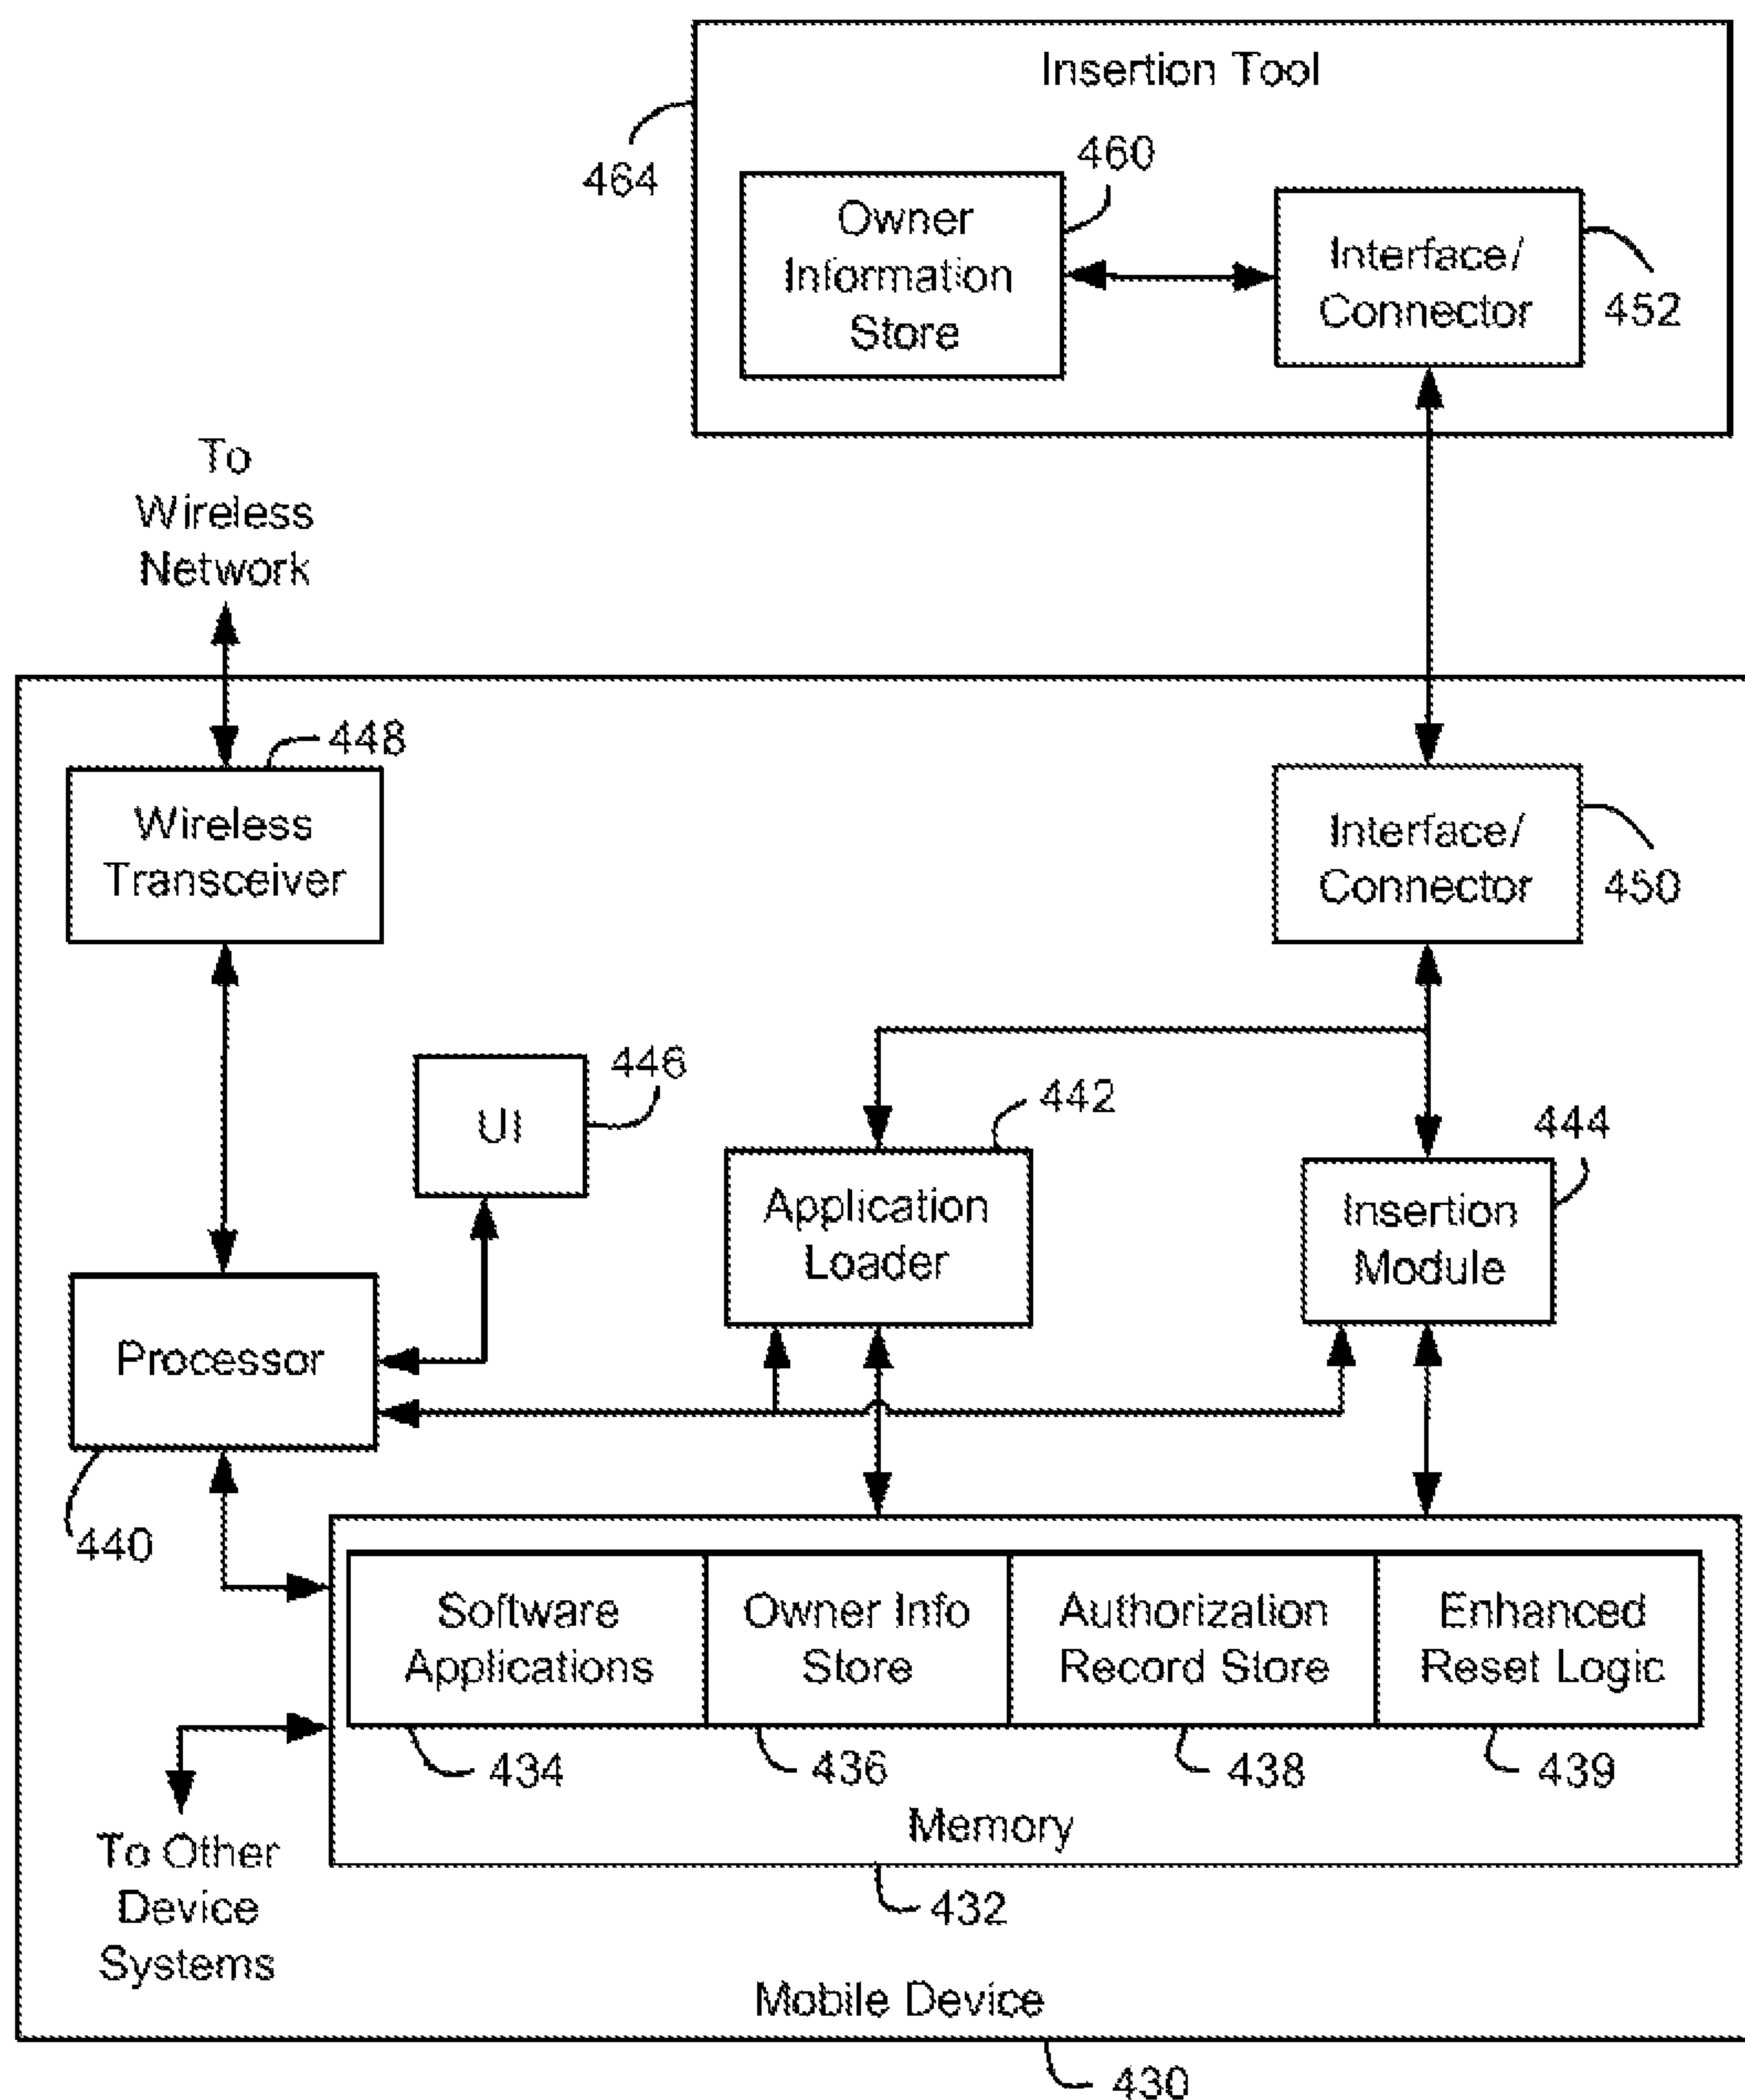 Insertion Tool
464
460
Owner
Information
Store
Interface/
Connector
452
To
Wireless
Network
448
Wireless
Transceiver
Interface/
Connector
450
446
UI
442
Application
Loader
444
Insertion
Module
Processor
440
Software
Applications
Owner Info
Store
Authorization
Record Store
Enhanced
Reset Logic
434
436
438
439
Memory
To Other
Device
Systems
432
Mobile Device
430